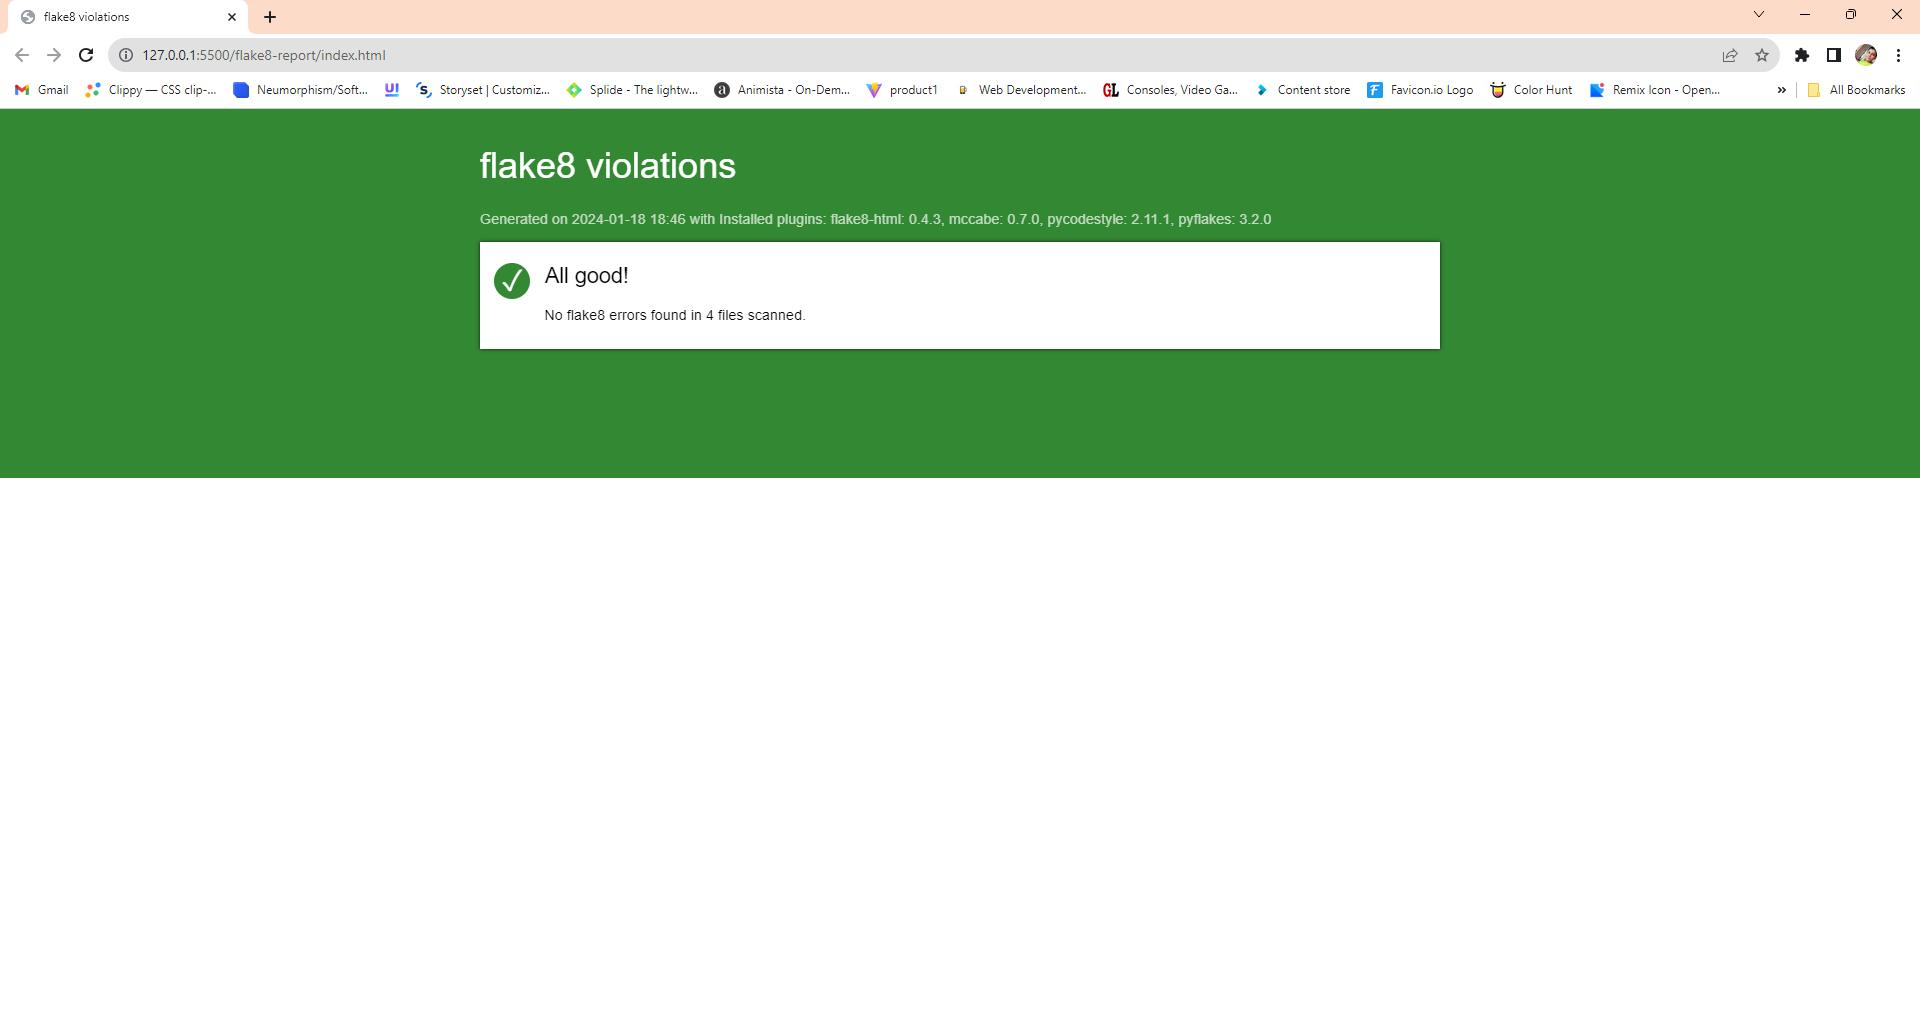 flake8 violations
127.0.0.1:5500/flake8-report/index.html
Gmail Clippy — CSS clip-... Neumorphism/Soft... U! Storyset | Customiz... Splide - The lightw... Animista - On-Dem... product1 Web Development... GL Consoles, Video Ga... Content store Favicon.io Logo Color Hunt Remix Icon - Open... » All Bookmarks
flake8 violations
Generated on 2024-01-18 18:46 with Installed plugins: flake8-html: 0.4.3, mccabe: 0.7.0, pycodestyle: 2.11.1, pyflakes: 3.2.0
All good!
No flake8 errors found in 4 files scanned.